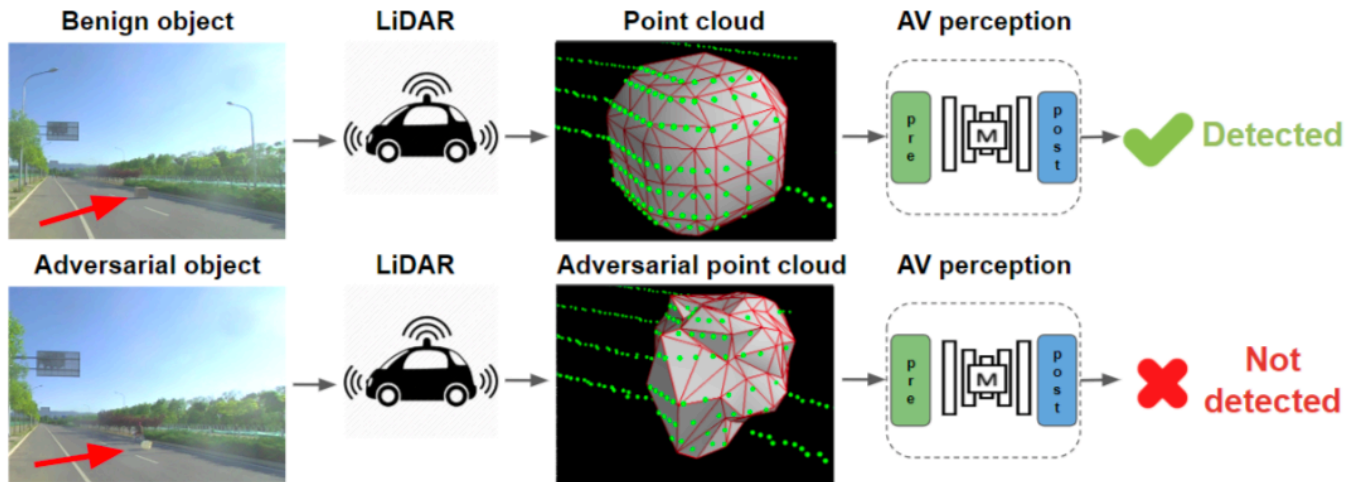 Benign object
LiDAR
Point cloud
AV perception
pre
M
post
Detected
Adversarial object
LiDAR
Adversarial point cloud
AV perception
pre
M
post
Not
detected